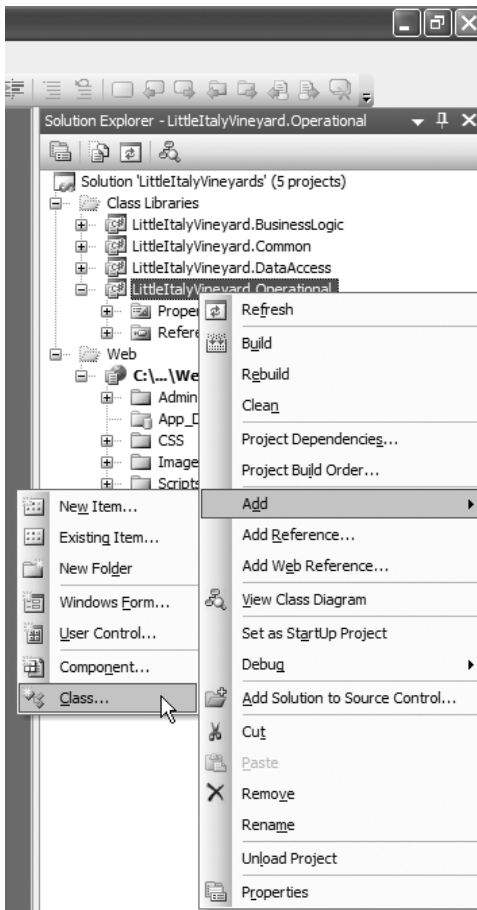 Solution Explorer - LittleItalyVineyard.Operational
Solution 'LittleItalyVineyards' (5 projects)
Class Libraries
LittleItalyVineyard.BusinessLogic
LittleItalyVineyard.Common
LittleItalyVineyard.DataAccess
LittleItalyVineyard.Operational
Proper
Refere
Web
C:\...\We
Admin
App_D
CSS
Image
Scripts
Refresh
Build
Rebuild
Clean
Project Dependencies...
Project Build Order...
Add
Add Reference...
Add Web Reference...
View Class Diagram
Set as StartUp Project
Debug
Add Solution to Source Control...
Cut
Paste
Remove
Rename
Unload Project
Properties
New Item...
Existing Item...
New Folder
Windows Form...
User Control...
Component...
Class...